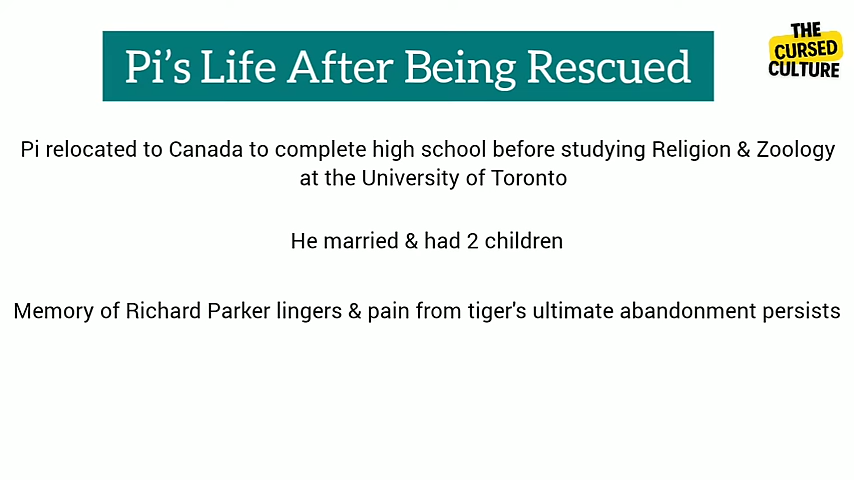 Pi's Life After Being Rescued
THE
CURSED
CULTURE
Pi relocated to Canada to complete high school before studying Religion & Zoology
at the University of Toronto
He married & had 2 children
Memory of Richard Parker lingers & pain from tiger's ultimate abandonment persists